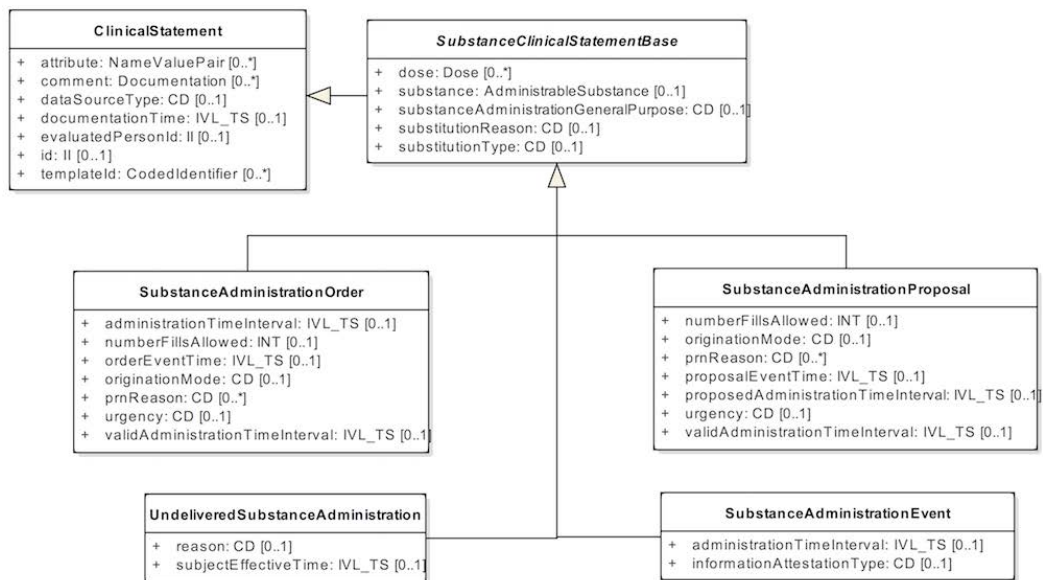 ClinicalStatement
+ attribute: NameValuePair [0..*]
+ comment: Documentation [0..*]
+ dataSourceType: CD [0..1]
+ documentationTime: IVL_TS [0..1]
+ evaluatedPersonId: II [0..1]
+ id: II [0..1]
+ templateId: CodedIdentifier [0..*]
SubstanceClinicalStatementBase
+ dose: Dose [0..*]
+ substance: AdministrableSubstance [0..1]
+ substanceAdministrationGeneralPurpose: CD [0..1]
+ substitutionReason: CD [0..1]
+ substitutionType: CD [0..1]
SubstanceAdministrationOrder
+ administrationTimeInterval: IVL_TS [0..1]
+ numberFillsAllowed: INT [0..1]
+ orderEventTime: IVL_TS [0..1]
+ originationMode: CD [0..1]
+ prnReason: CD [0..*]
+ urgency: CD [0..1]
+ validAdministrationTimeInterval: IVL_TS [0..1]
SubstanceAdministrationProposal
+ numberFillsAllowed: INT [0..1]
+ originationMode: CD [0..1]
+ prnReason: CD [0..*]
+ proposalEventTime: IVL_TS [0..1]
+ proposedAdministrationTimeInterval: IVL_TS [0..1]
+ urgency: CD [0..1]
+ validAdministrationTimeInterval: IVL_TS [0..1]
UndeliveredSubstanceAdministration
+ reason: CD [0..1]
+ subjectEffectiveTime: IVL_TS [0..1]
SubstanceAdministrationEvent
+ administrationTimeInterval: IVL_TS [0..1]
+ informationAttestationType: CD [0..1]